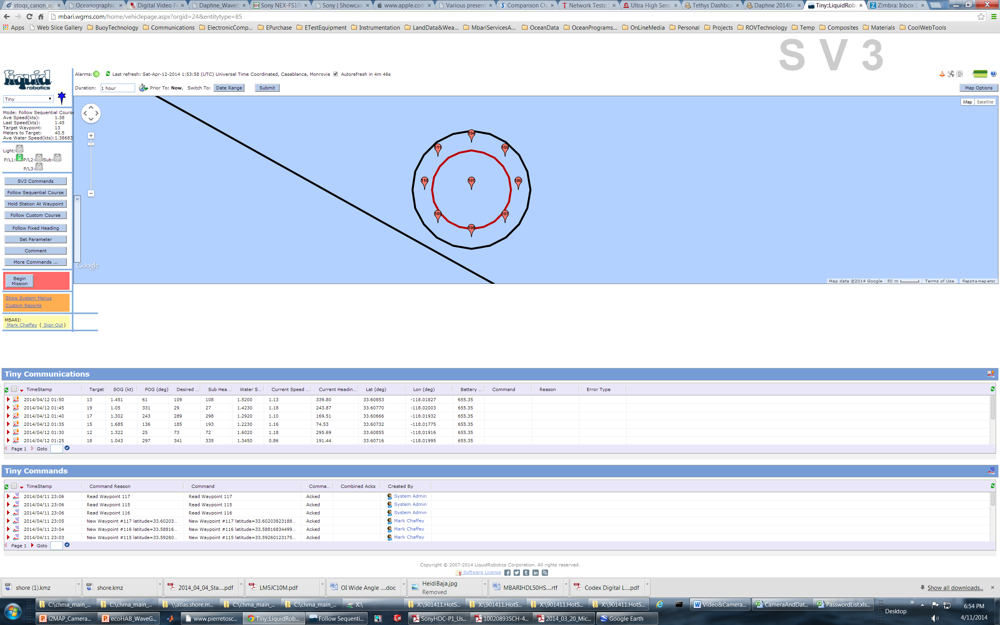 stoqs_canon_ap
Oceanographic
Digital Video Fe
Daphne_WaveG
Sony NEX-FS10
Sony | Showcas
www.apple.com
Various present
Comparison Ch
Network Tests:
Ultra High Sens
Tethys Dashboa
Daphne 201404
Tiny::LiquidRob
Zimbra: Inbox (
mbari.wgms.com/home/vehiclepage.aspx?orgid=24&entitytype=85
Apps Web Slice Gallery BuoyTechnology Communications ElectronicComp... EPurchase ETestEquipment Instrumentation LandData&Wea... MbariServicesA... OceanData OceanPrograms... OnLineMedia Personal Projects ROVTechnology Temp Composites Materials CoolWebTools
SV3
liquid
robotics
Alarms: Last refresh: Sat-Apr-12-2014 1:53:58 (UTC) Universal Time Coordinated, Casablanca, Monrovia Autorefresh in 4m 46s
Duration: 1 hour Prior To: Now, Switch To: Date Range Submit
Map Options
Tiny
Mode: Follow Sequential Course
Ave Speed(kts): 1.38
Last Speed(kts): 1.45
Target Waypoint: 13
Meters to Target: 40.5
Ave Water Speed(kts):1.38683
Light:
P/L1: P/L2: Sub:
P/L3:
SV3 Commands
Follow Sequential Course
Hold Station At Waypoint
Follow Custom Course
Follow Fixed Heading
Set Parameter
Comment
More Commands ...
Begin
Mission
Show System Menus
Custom Reports
MBARI:
Mark Chaffey ( Sign Out )
Map Satellite
104
111 105
110 101 106
109 107
108
Google
Map data ©2014 Google 50 m Terms of Use Report a map error
Tiny Communications
TimeStamp Target SOG (kt) POG (deg) Desired ... Sub Hea... Water S... Current Speed ... Current Headin... Lat (deg) Lon (deg) Battery ... Command Reason Error Type
2014/04/12 01:50 13 1.451 61 109 108 1.5200 1.13 339.80 33.60853 -118.01827 655.35
2014/04/12 01:45 19 1.05 331 29 27 1.4230 1.18 243.87 33.60770 -118.02003 655.35
2014/04/12 01:40 17 1.302 243 289 298 1.2920 1.10 169.51 33.60666 -118.01932 655.35
2014/04/12 01:35 15 1.685 136 185 193 1.2230 1.16 74.53 33.60732 -118.01775 655.35
2014/04/12 01:30 12 1.322 25 73 72 1.6020 1.18 295.69 33.60855 -118.01916 655.35
2014/04/12 01:25 18 1.043 297 341 335 1.3450 0.86 191.44 33.60716 -118.01995 655.35
Page 1 Goto
Tiny Commands
TimeStamp Command Reason Command Comma... Combined Acks Created By
2014/04/11 23:06 Read Waypoint 117 Read Waypoint 117 Acked System Admin
2014/04/11 23:06 Read Waypoint 115 Read Waypoint 115 Acked System Admin
2014/04/11 23:06 Read Waypoint 116 Read Waypoint 116 Acked System Admin
2014/04/11 23:05 New Waypoint #117 latitude=33.60203... New Waypoint #117 latitude=33.60203823188... Acked Mark Chaffey
2014/04/11 23:04 New Waypoint #116 latitude=33.58816... New Waypoint #116 latitude=33.58816834499... Acked Mark Chaffey
2014/04/11 23:03 New Waypoint #115 latitude=33.59260... New Waypoint #115 latitude=33.59260123175... Acked Mark Chaffey
Page 1 Goto
Copyright © 2007-2014 LiquidRobotics Corporation. All rights reserved.
Software License
shore (1).kmz shore.kmz 2014_04_04_Sta....pdf LM5JC10M.pdf OI Wide Angle ....doc HeidiBaja.jpg MBARIHDL50HS....rtf Codex Digital L....pdf Show all downloads...
Removed
C:\chma_main_... C:\chma_main_... \\atlas.shore.m... C:\chma_main_... C:\chma_main_... X:\ X:\901411.HotS... X:\901411.HotS... X:\901411.HotS... X:\901411.HotS... Video&Camera... CameraAndDat... PasswordList.xls...
i2MAP_Camera... ecoHAB_WaveG... www.pierretosc... Tiny::LiquidRob... Follow Sequenti... SonyHDC-P1_Us... 10020893SCH-4... 2014_03_20_Mic... Google Earth
Desktop
6:54 PM
4/11/2014